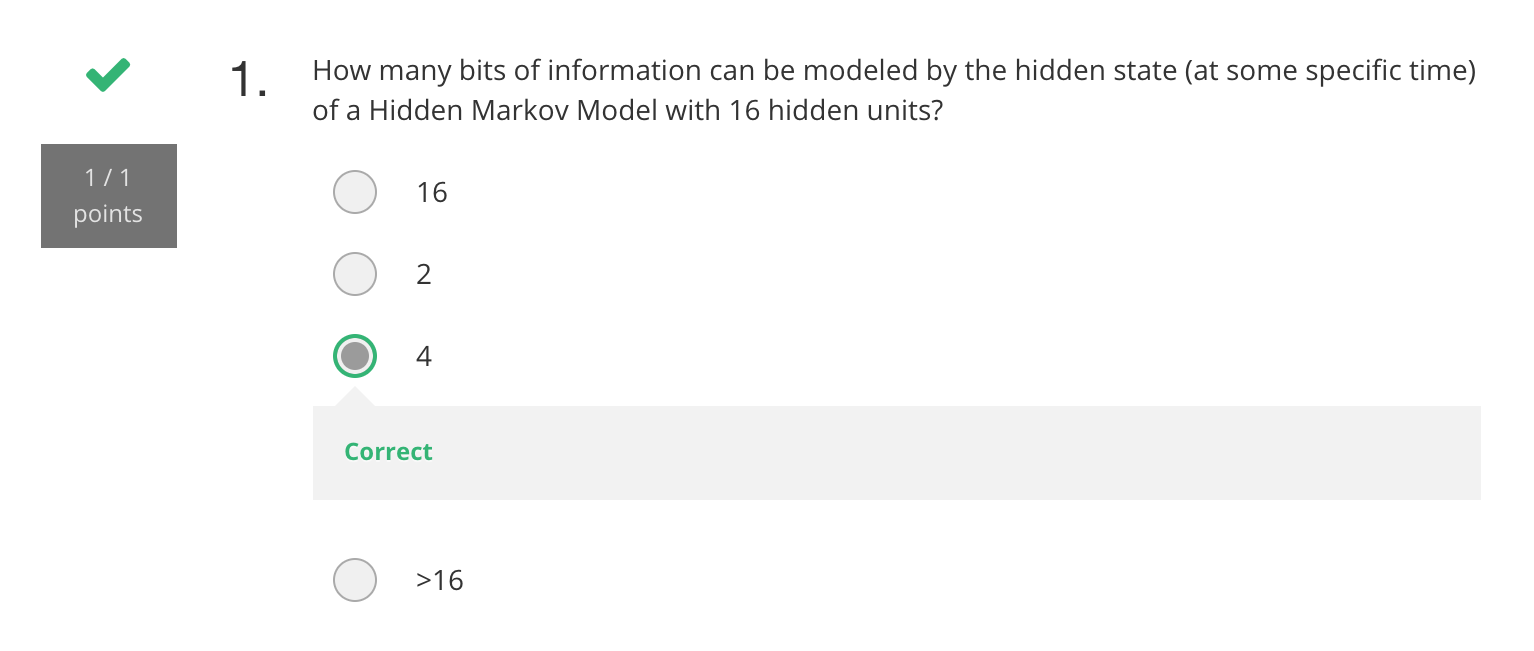 1 / 1
points
1.
How many bits of information can be modeled by the hidden state (at some specific time)
of a Hidden Markov Model with 16 hidden units?
16
2
4
Correct
>16